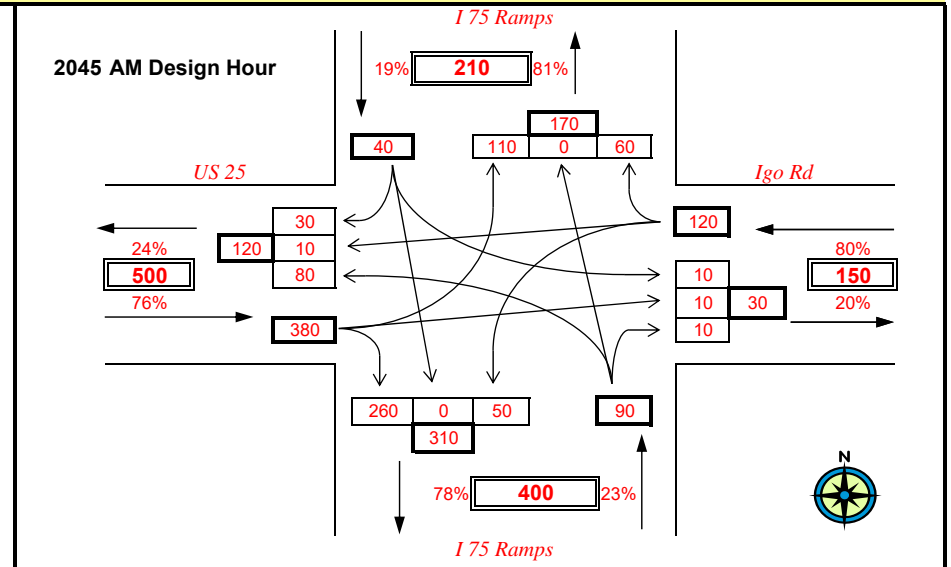 I 75 Ramps
2045 AM Design Hour
19% 210 81%
170
40 110 0 60
US 25 Igo Rd
30 120
24% 120 10 80%
500 80 10 150
76% 10 30 20%
380 10
260 0 50 90
310
78% 400 23%
N
I 75 Ramps